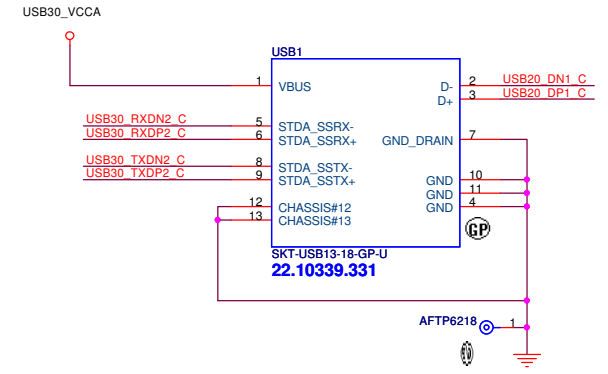 USB30_VCCA
USB1
1 VBUS
D- 2 USB20_DN1_C
D+ 3 USB20_DP1_C
USB30_RXDN2_C 5 STDA_SSRX-
USB30_RXDP2_C 6 STDA_SSRX+
GND_DRAIN 7
USB30_TXDN2_C 8 STDA_SSTX-
USB30_TXDP2_C 9 STDA_SSTX+
GND 10
GND 11
GND 4
12 CHASSIS#12
13 CHASSIS#13
GP
SKT-USB13-18-GP-U
22.10339.331
AFTP6218 1